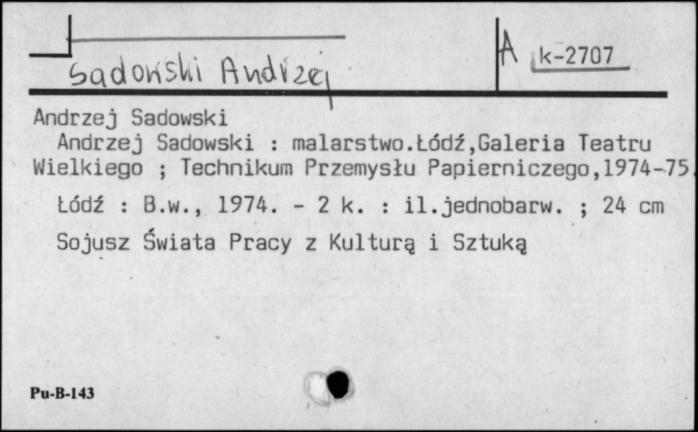 Sadowski Andrzej
A k-2707
Andrzej Sadowski
Andrzej Sadowski : malarstwo.Łódź,Galeria Teatru
Wielkiego ; Technikum Przemysłu Papierniczego,1974-75.
Łódź : B.w., 1974. - 2 k. : il.jednobarw. ; 24 cm
Sojusz Świata Pracy z Kulturą i Sztuką
Pu-B-143